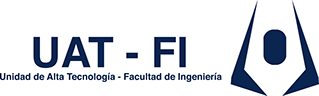 UAT - FI
Unidad de Alta Tecnología - Facultad de Ingeniería